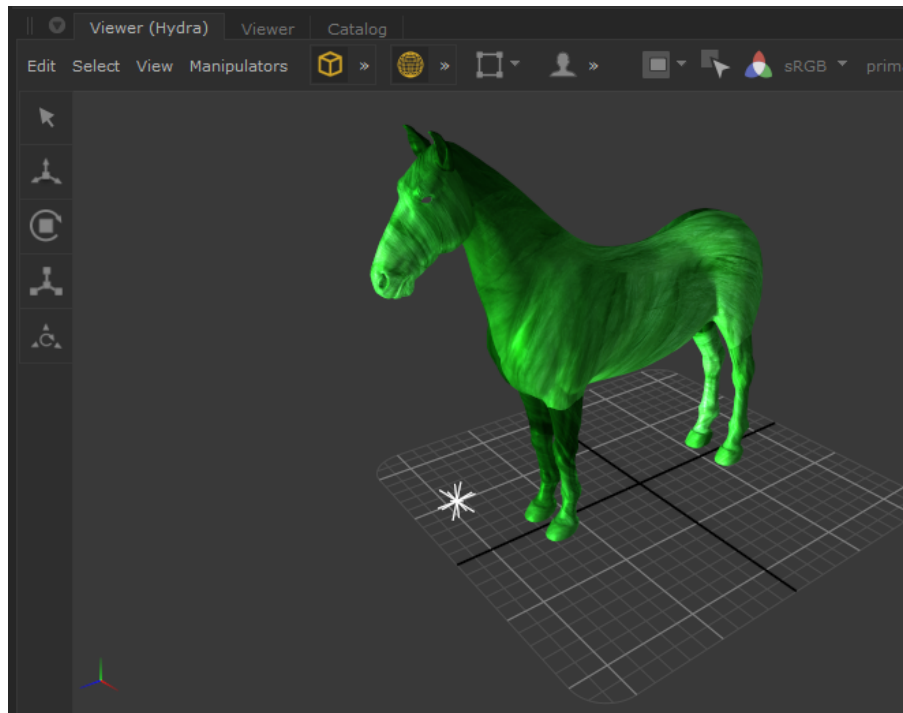 Viewer (Hydra) Viewer Catalog
Edit Select View Manipulators » » » sRGB prim